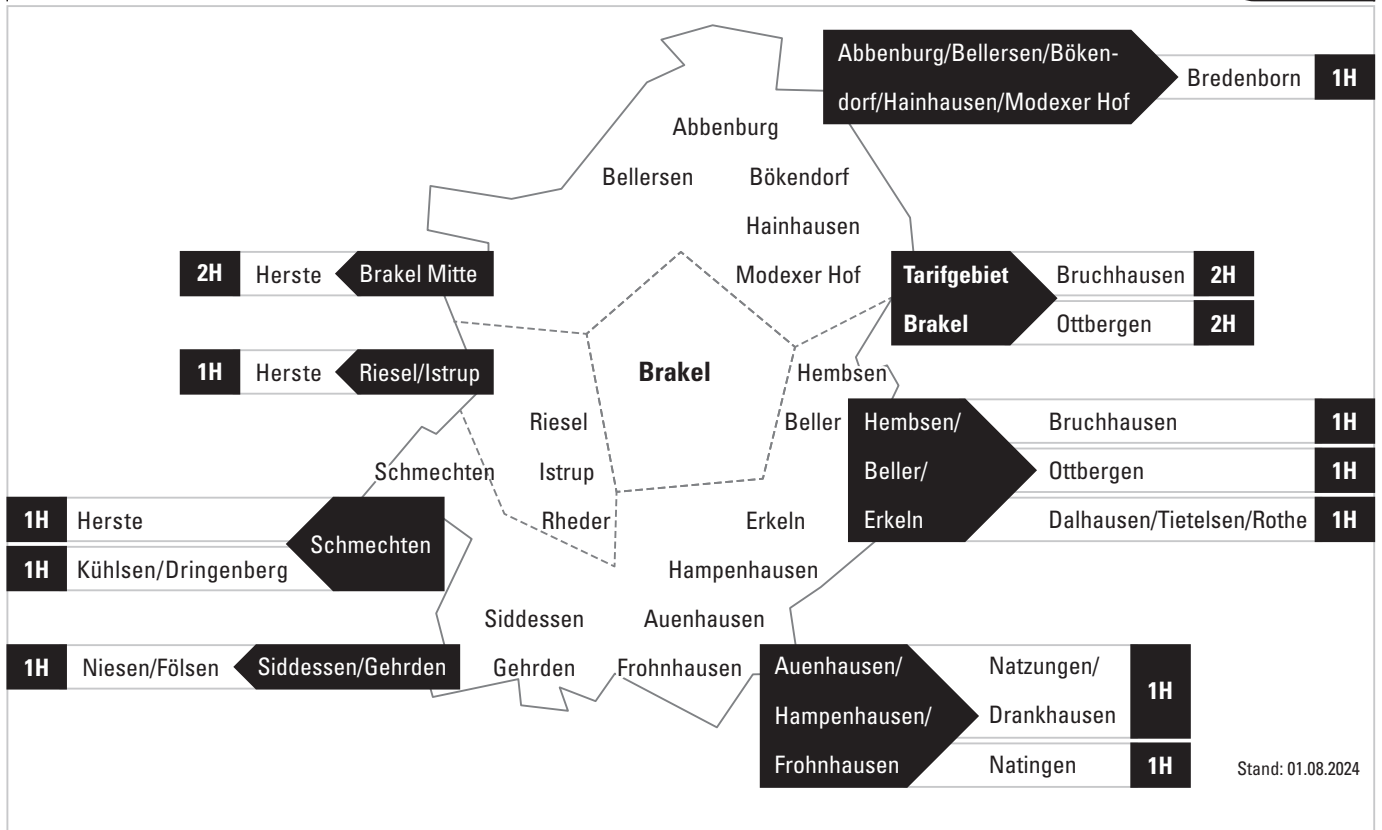 Abbenburg/Bellersen/Böken-
dorf/Hainhausen/Modexer Hof
Bredenborn 1H
Abbenburg
Bellersen Bökendorf
Hainhausen
2H Herste Brakel Mitte
Modexer Hof
Tarifgebiet
Brakel
Bruchhausen 2H
Ottbergen 2H
1H Herste Riesel/Istrup
Brakel
Hembsen
Riesel
Beller
Hembsen/
Beller/
Erkeln
Bruchhausen 1H
Ottbergen 1H
Dalhausen/Tietelsen/Rothe 1H
Schmechten Istrup
Rheder Erkeln
1H Herste
1H Kühlsen/Dringenberg
Schmechten
Hampenhausen
Siddessen Auenhausen
1H Niesen/Fölsen Siddessen/Gehrden
Gehrden Frohnhausen
Auenhausen/
Hampenhausen/
Frohnhausen
Natzungen/
Drankhausen
1H
Natingen 1H
Stand: 01.08.2024